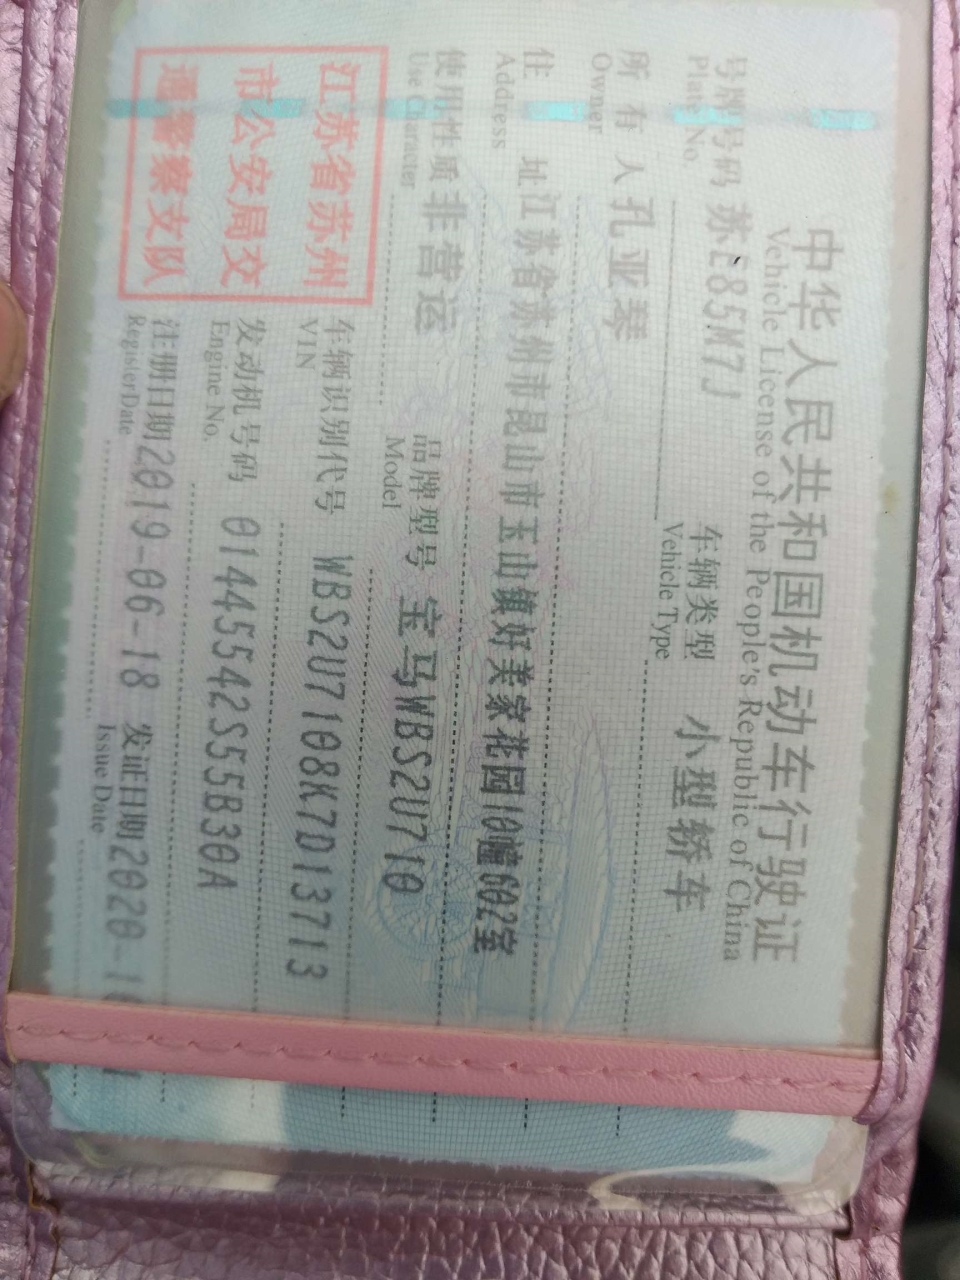 中华人民共和国机动车行驶证
Vehicle License of the People's Republic of China
号牌号码 苏E85M7J 车辆类型 小型轿车
Plate No. Vehicle Type
所有人 孔亚琴
Owner
住址 江苏省苏州市昆山市玉山镇好美家花园10幢602室
Address
使用性质 非营运 品牌型号 宝马WBS2U710
Use Character Model
江苏省苏州
市公安局交
通警察支队
车辆识别代号 WBS2U7108K7D13713
VIN
发动机号码 01445542S55B30A
Engine No.
注册日期 2019-06-18 发证日期 2020-1
Register Date Issue Date